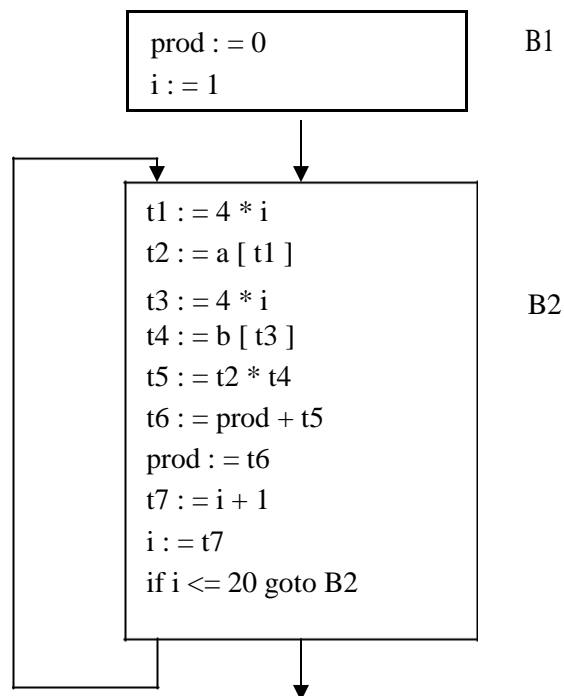 prod : = 0
i : = 1
B1
t1 : = 4 * i
t2 : = a [ t1 ]
t3 : = 4 * i
t4 : = b [ t3 ]
t5 : = t2 * t4
t6 : = prod + t5
prod : = t6
t7 : = i + 1
i : = t7
if i <= 20 goto B2
B2